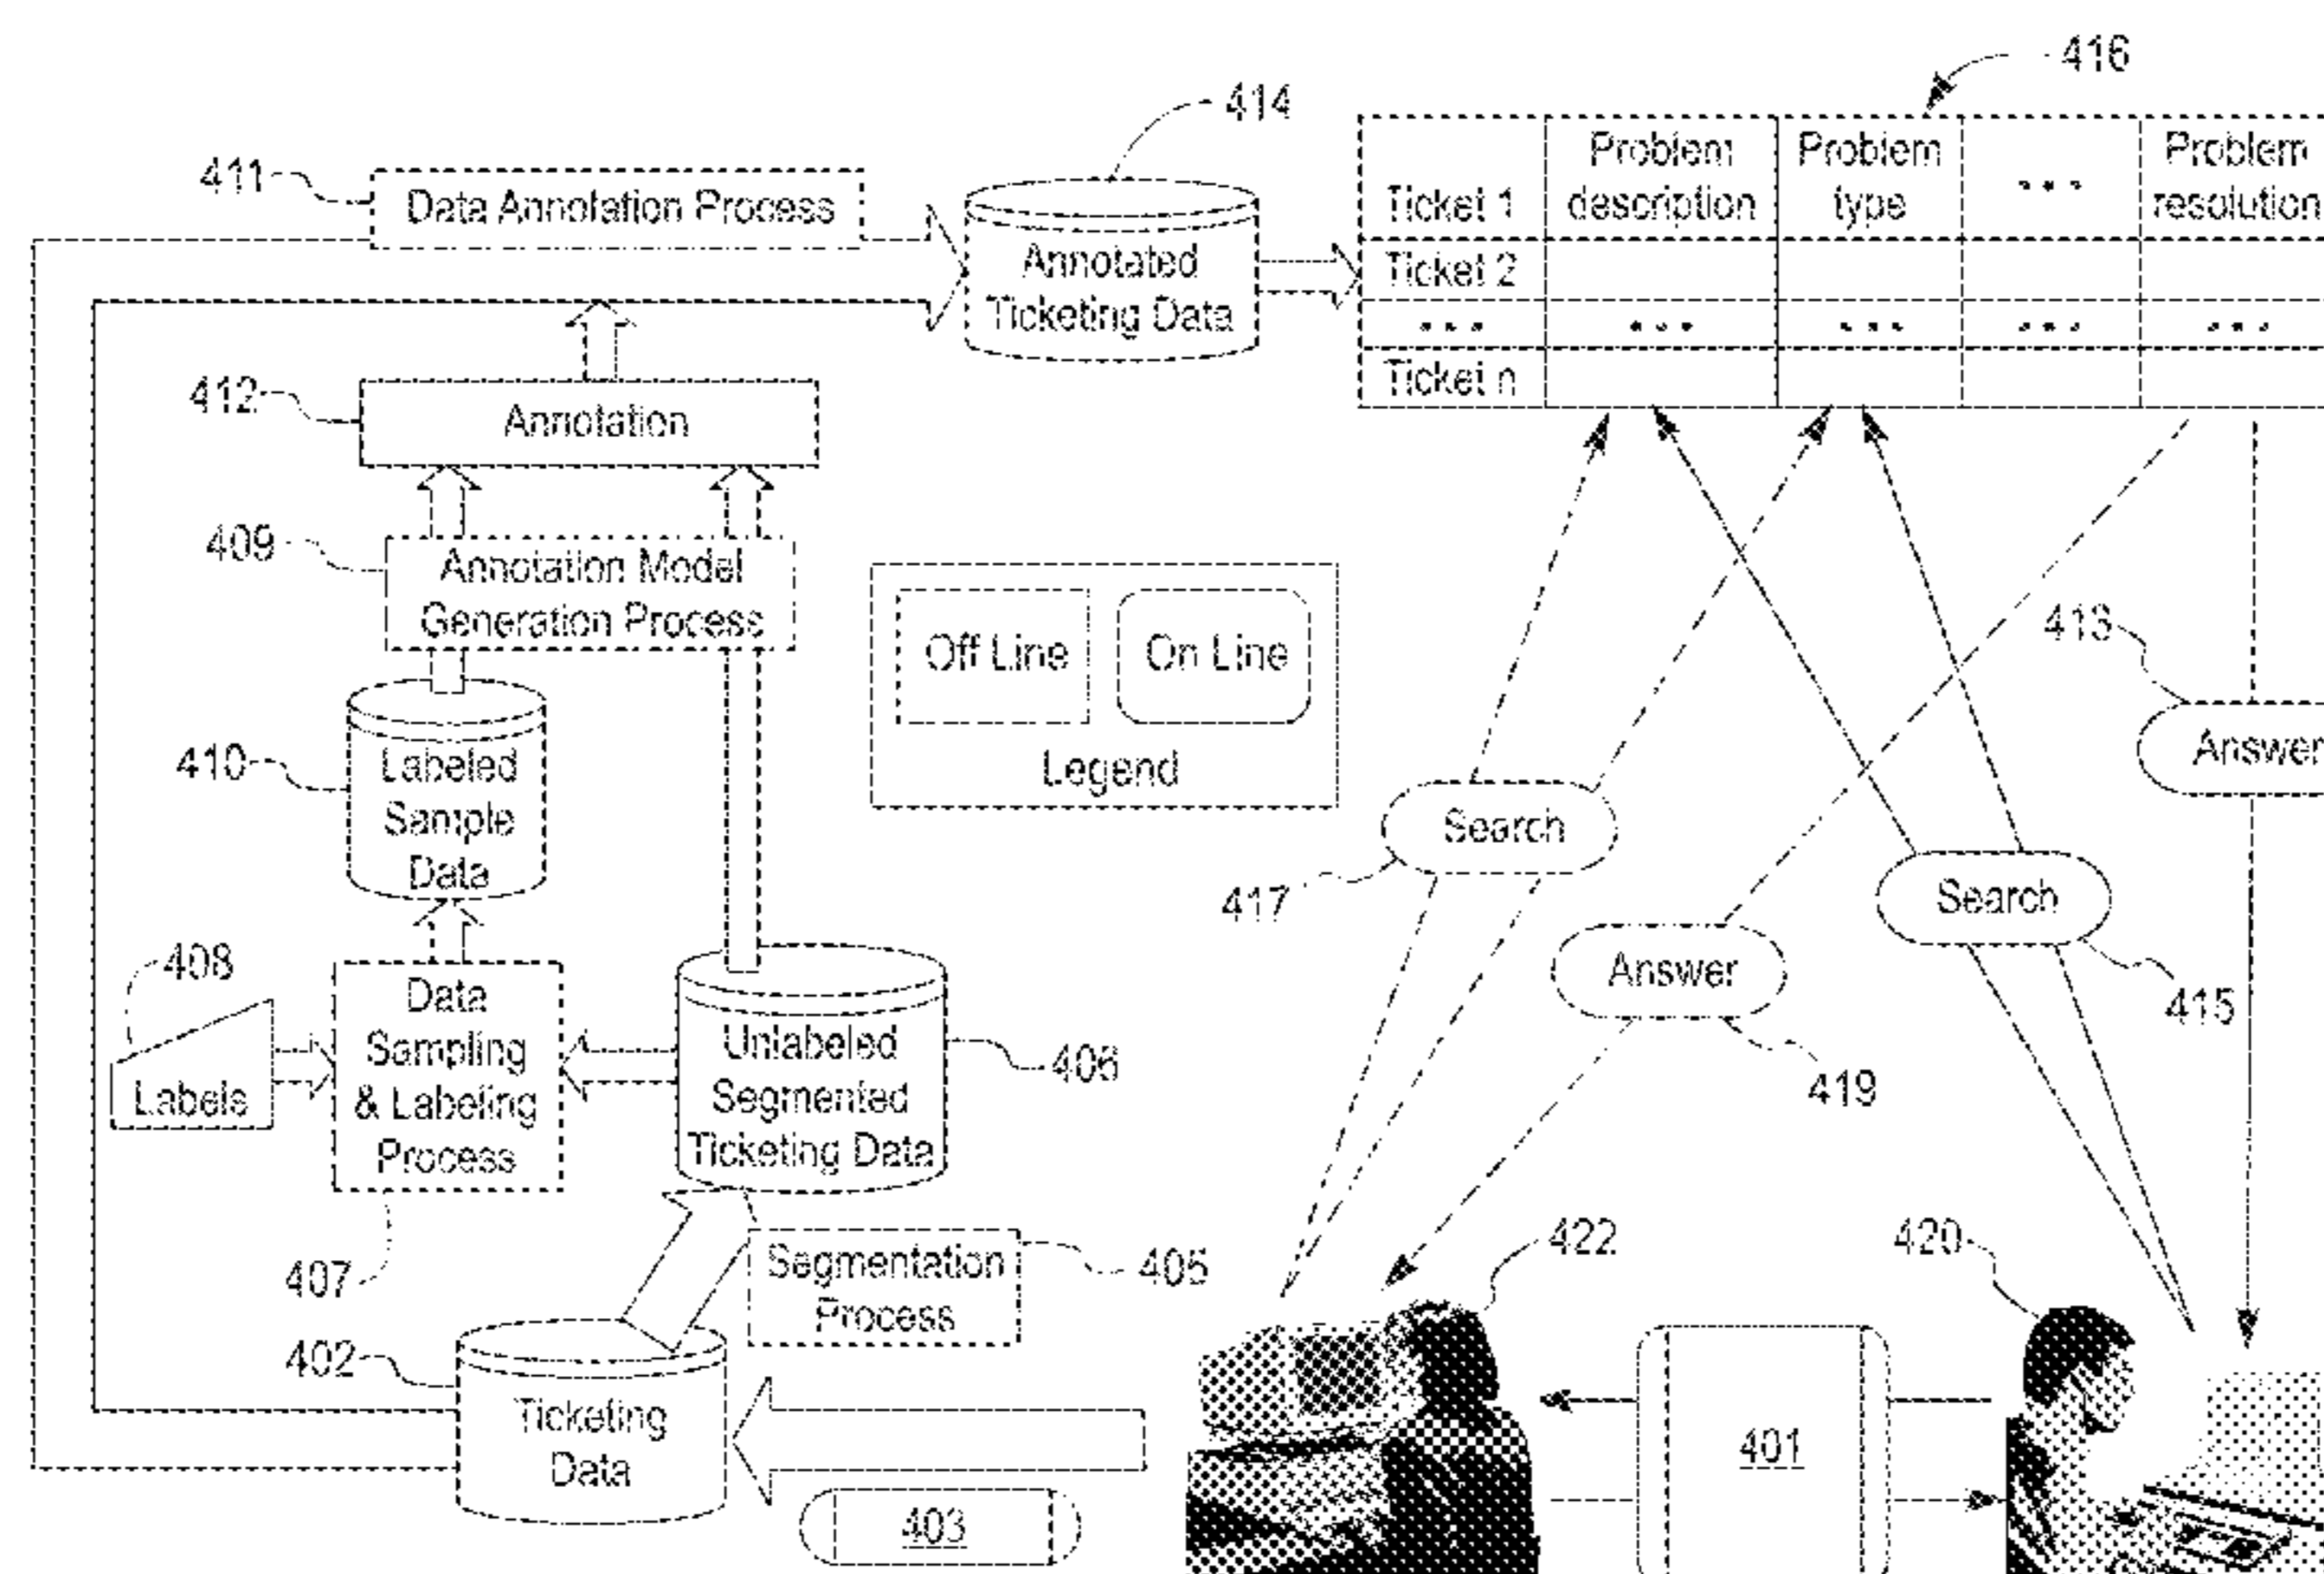 416
414
411
Data Annotation Process
Annotated
Ticketing Data
Ticket 1
Problem
description
Problem
type
...
Problem
resolution
Ticket 2
... ... ... ... ...
Ticket n
412
Annotation
409
Annotation Model
Generation Process
Off Line
On Line
Legend
413
Answer
410
Labeled
Sample
Data
Search
417
Search
415
Answer
419
408
Labels
Data
Sampling
& Labeling
Process
407
Unlabeled
Segmented
Ticketing Data
406
Segmentation
Process
405
422
420
402
Ticketing
Data
401
403